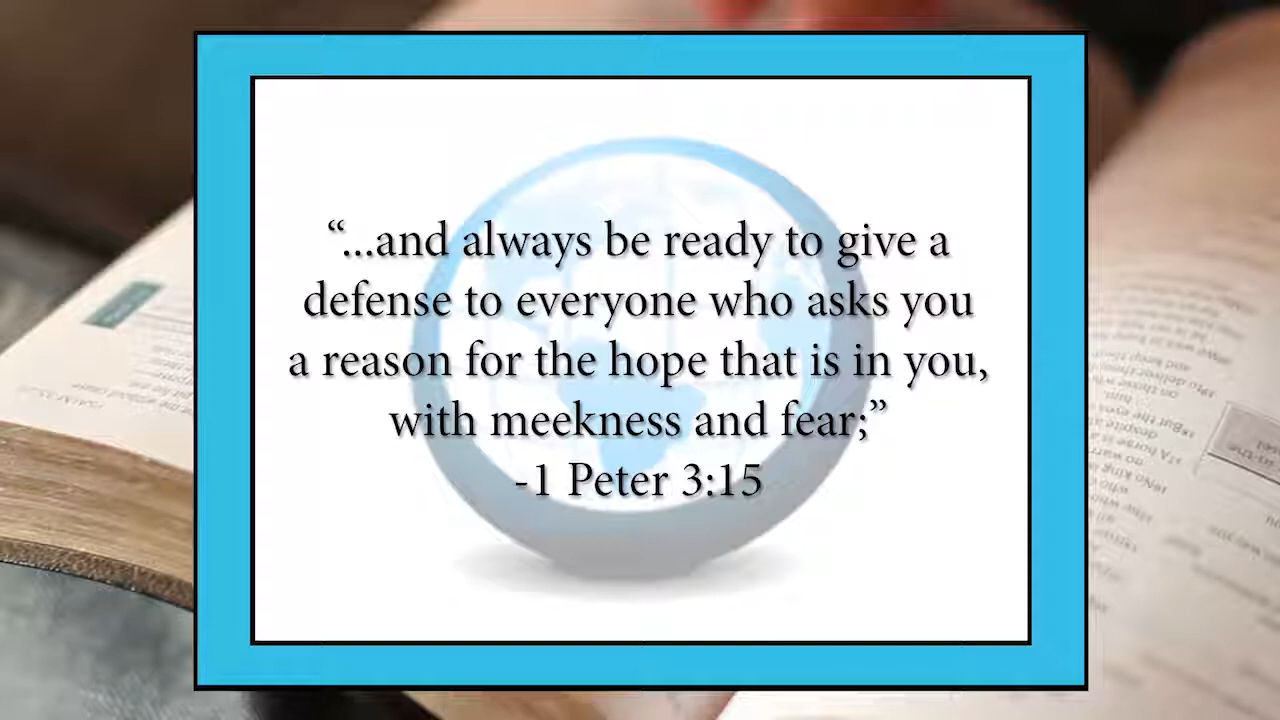 “...and always be ready to give a
defense to everyone who asks you
a reason for the hope that is in you,
with meekness and fear;”
-1 Peter 3:15